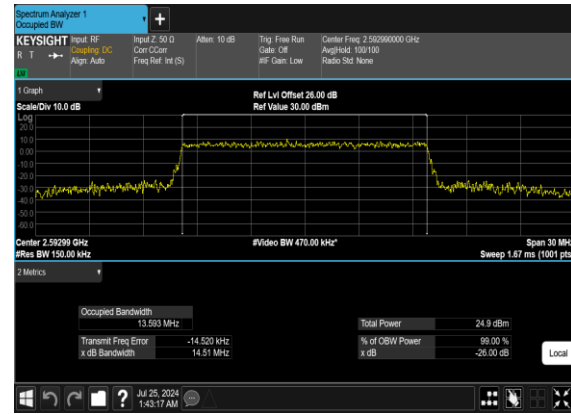 Spectrum Analyzer 1
Occupied BW
KEYSIGHT Input: RF Input Z: 50 Ω Atten: 10 dB Trig: Free Run Center Freq: 2.592990000 GHz
R T Coupling: DC Corr CCorr Gate: Off Avg|Hold: 100/100
Align: Auto Freq Ref: Int (S) #IF Gain: Low Radio Std: None
1 Graph Ref Lvl Offset 26.00 dB
Scale/Div 10.0 dB Ref Value 30.00 dBm
Log
20.0
10.0
0.00
-10.0
-20.0
-30.0
-40.0
-50.0
-60.0
Center 2.59299 GHz #Video BW 470.00 kHz* Span 30 MHz
#Res BW 150.00 kHz Sweep 1.67 ms (1001 pts
2 Metrics
Occupied Bandwidth
13.593 MHz Total Power 24.9 dBm
Transmit Freq Error -14.520 kHz % of OBW Power 99.00 %
x dB Bandwidth 14.51 MHz x dB -26.00 dB
Local
Jul 25, 2024
1:43:17 AM